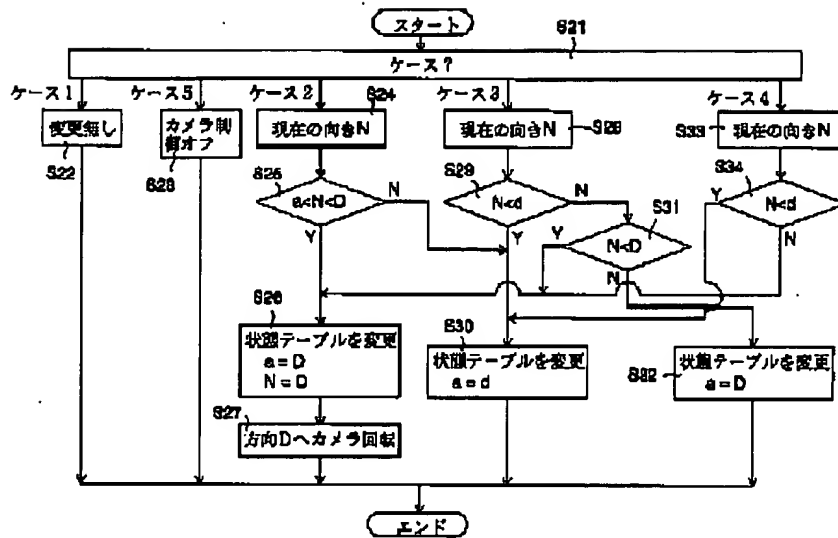 スタート
S21
ケース?
ケース1
ケース5
ケース2
S24
ケース3
ケース4
変更無し
カメラ制
御オフ
現在の向きN
現在の向きN
S28
S33
現在の向きN
S22
S23
S25
a<N<D
N
Y
S29
N<d
N
Y
S31
N<D
Y
N
S34
N<d
Y
N
S26
状態テーブルを変更
a=D
N=D
S30
状態テーブルを変更
a=d
S32
状態テーブルを変更
a=D
S27
方向Dへカメラ回転
エンド